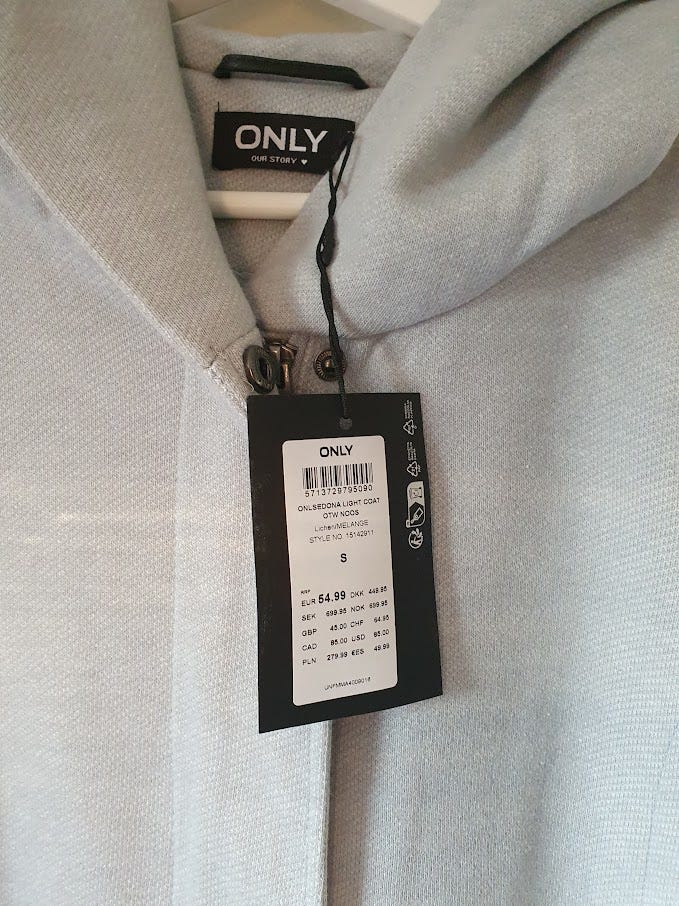 ONLY
OUR STORY ♥
ONLY
5713729795090
ONLSEDONA LIGHT COAT
OTW NOOS
Lichen/MELANGE
STYLE NO. 15142911
S
ARP
EUR 54.99 DKK 449.95
SEK 699.95 NOK 699.95
GBP 45.00 CHF 64.95
CAD 85.00 USD 65.00
PLN 279.99 €ES 49.99